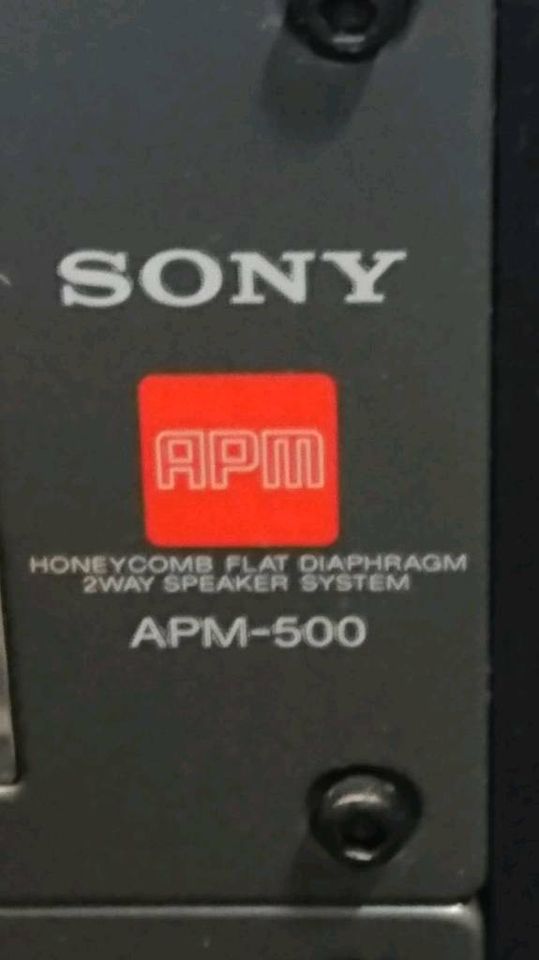 SONY
APM
HONEYCOMB FLAT DIAPHRAGM
2WAY SPEAKER SYSTEM
APM-500